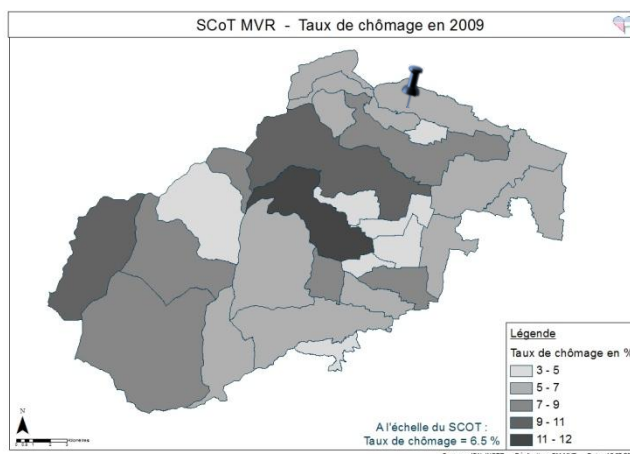 SCoT MVR - Taux de chômage en 2009
N
A l'échelle du SCOT :
Taux de chômage = 6.5 %
Légende
Taux de chômage en %
3 - 5
5 - 7
7 - 9
9 - 11
11 - 12